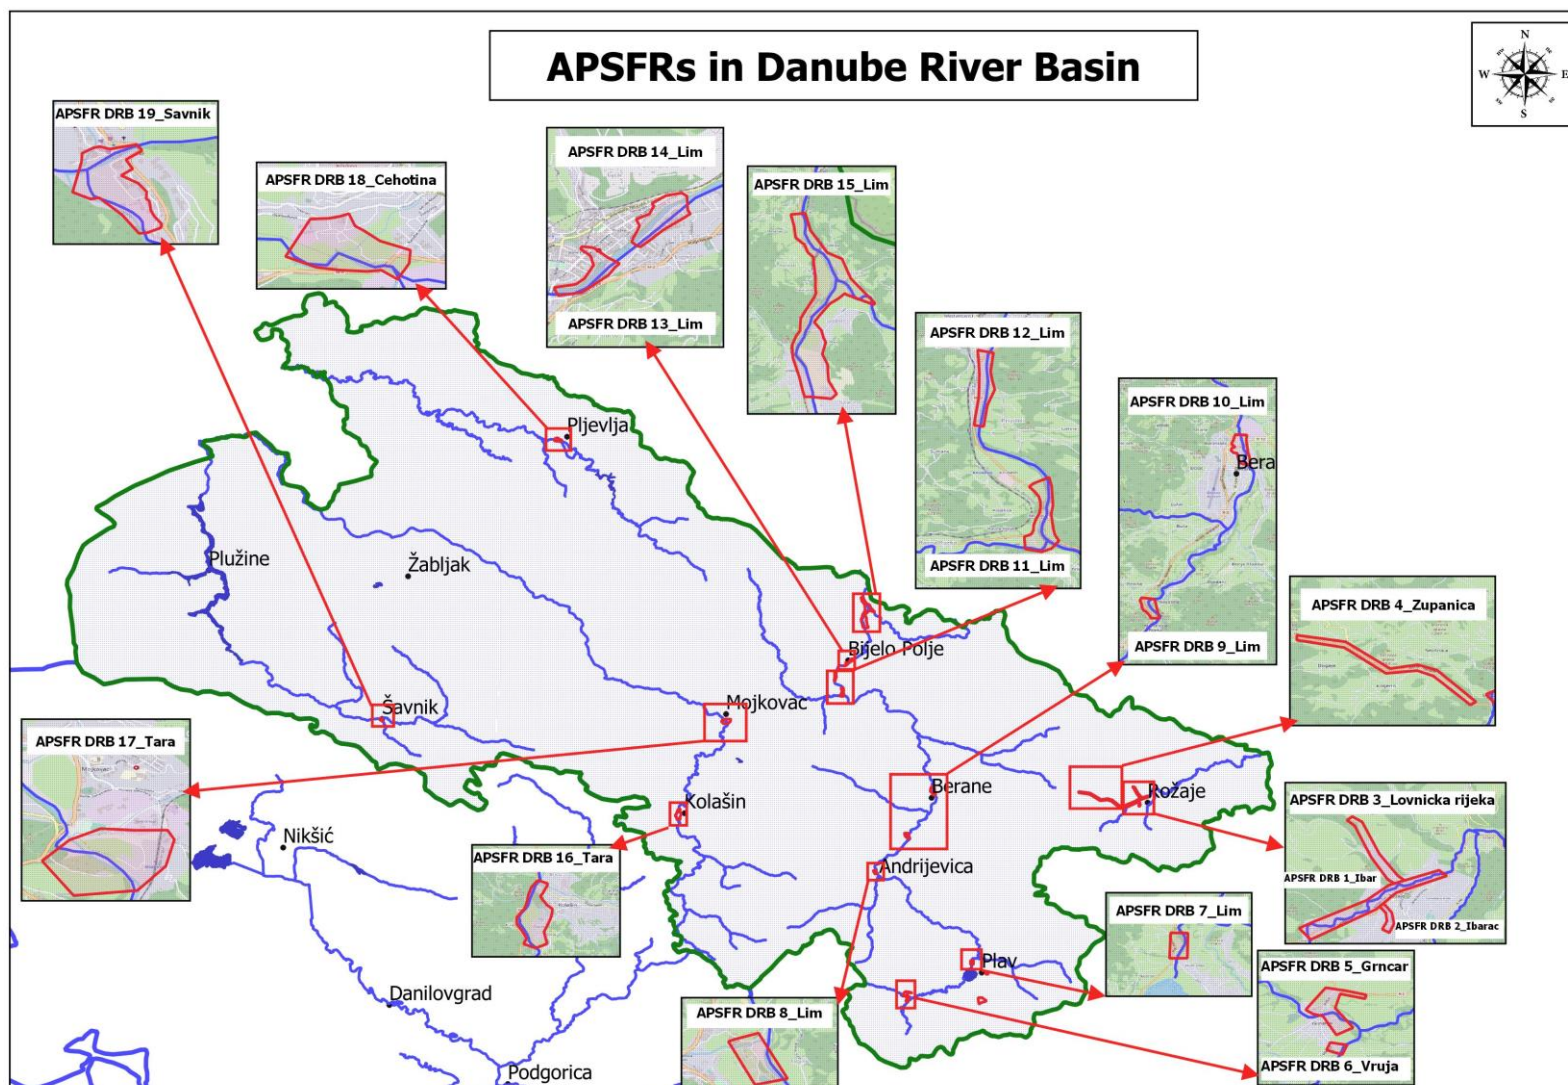 APSFRs in Danube River Basin
N
W
E
S
APSFR DRB 19_Savnik
APSFR DRB 18_Cehotina
APSFR DRB 14_Lim
APSFR DRB 13_Lim
APSFR DRB 15_Lim
APSFR DRB 12_Lim
APSFR DRB 11_Lim
APSFR DRB 10_Lim
Bera
APSFR DRB 9_Lim
APSFR DRB 4_Zupanica
Pljevlja
Plužine
Žabljak
Bijelo Polje
Šavnik
Mojkovac
APSFR DRB 17_Tara
Berane
Rožaje
Kolašin
Nikšić
APSFR DRB 3_Lovnicka rijeka
APSFR DRB 1_Ibar
APSFR DRB 2_Ibarac
APSFR DRB 16_Tara
Andrijevica
APSFR DRB 7_Lim
Plav
APSFR DRB 5_Grncar
APSFR DRB 6_Vruja
Danilovgrad
APSFR DRB 8_Lim
Podgorica